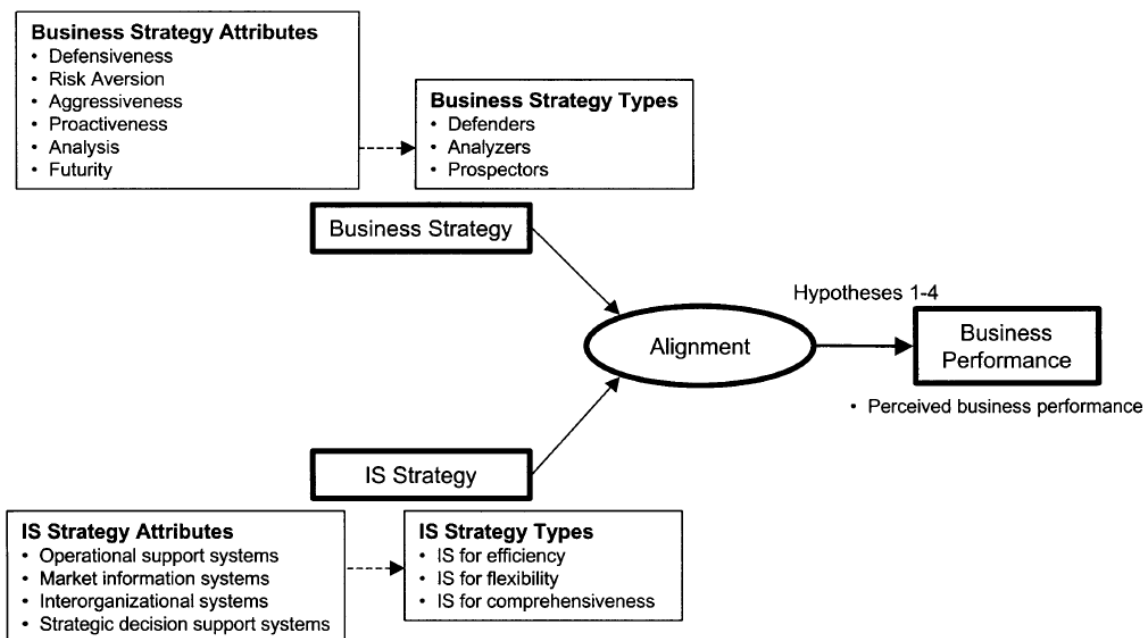 Business Strategy Attributes
• Defensiveness
• Risk Aversion
• Aggressiveness
• Proactiveness
• Analysis
• Futurity
Business Strategy Types
• Defenders
• Analyzers
• Prospectors
Business Strategy
Hypotheses 1-4
Alignment
Business
Performance
• Perceived business performance
IS Strategy
IS Strategy Attributes
• Operational support systems
• Market information systems
• Interorganizational systems
• Strategic decision support systems
IS Strategy Types
• IS for efficiency
• IS for flexibility
• IS for comprehensiveness